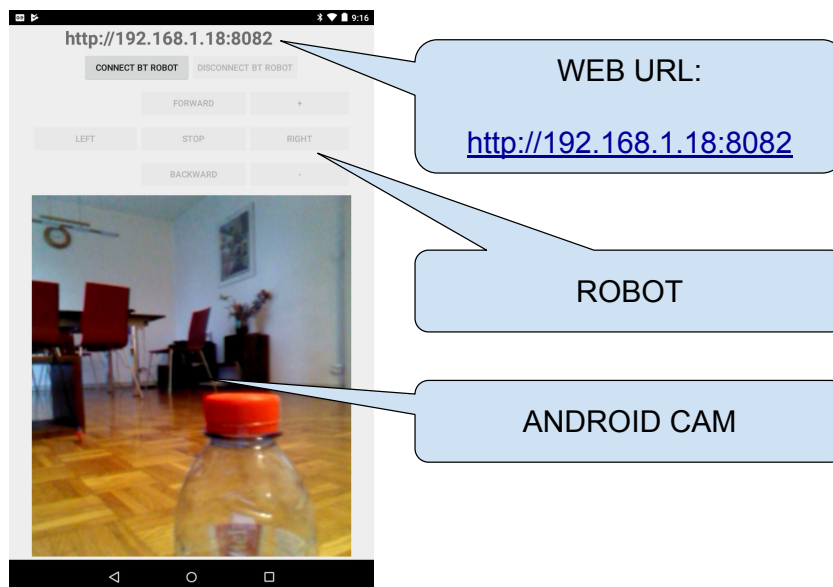 9:16
http://192.168.1.18:8082
CONNECT BT ROBOT DISCONNECT BT ROBOT
FORWARD +
LEFT STOP RIGHT
BACKWARD -
WEB URL:
http://192.168.1.18:8082
ROBOT
ANDROID CAM